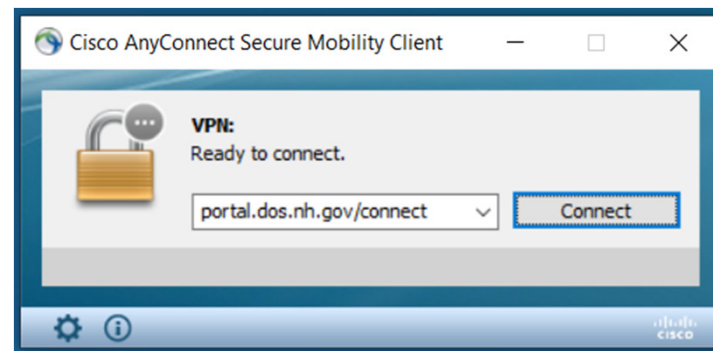 Cisco AnyConnect Secure Mobility Client
VPN:
Ready to connect.
portal.dos.nh.gov/connect
Connect
cisco